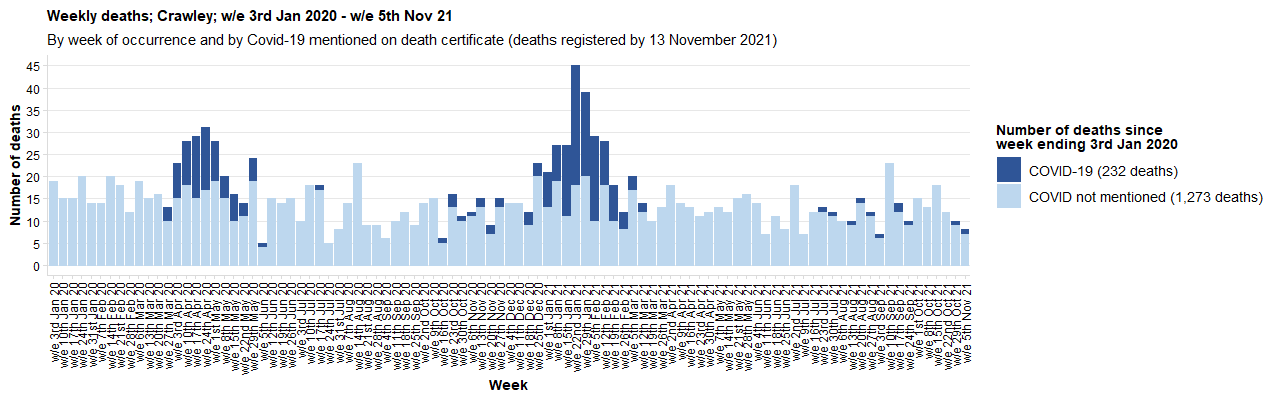 Weekly deaths; Crawley; w/e 3rd Jan 2020 - w/e 5th Nov 21
By week of occurrence and by Covid-19 mentioned on death certificate (deaths registered by 13 November 2021)
Number of deaths
45
40
35
30
25
20
15
10
5
0
w/e 3rd Jan 20
w/e 10th Jan 20
w/e 17th Jan 20
w/e 24th Jan 20
w/e 31st Jan 20
w/e 7th Feb 20
w/e 14th Feb 20
w/e 21st Feb 20
w/e 28th Feb 20
w/e 6th Mar 20
w/e 13th Mar 20
w/e 20th Mar 20
w/e 27th Mar 20
w/e 3rd Apr 20
w/e 10th Apr 20
w/e 17th Apr 20
w/e 24th Apr 20
w/e 1st May 20
w/e 8th May 20
w/e 15th May 20
w/e 22nd May 20
w/e 29th May 20
w/e 5th Jun 20
w/e 12th Jun 20
w/e 19th Jun 20
w/e 26th Jun 20
w/e 3rd Jul 20
w/e 10th Jul 20
w/e 17th Jul 20
w/e 24th Jul 20
w/e 31st Jul 20
w/e 7th Aug 20
w/e 14th Aug 20
w/e 21st Aug 20
w/e 28th Aug 20
w/e 4th Sep 20
w/e 11th Sep 20
w/e 18th Sep 20
w/e 25th Sep 20
w/e 2nd Oct 20
w/e 9th Oct 20
w/e 16th Oct 20
w/e 23rd Oct 20
w/e 30th Oct 20
w/e 6th Nov 20
w/e 13th Nov 20
w/e 20th Nov 20
w/e 27th Nov 20
w/e 4th Dec 20
w/e 11th Dec 20
w/e 18th Dec 20
w/e 25th Dec 20
w/e 1st Jan 21
w/e 8th Jan 21
w/e 15th Jan 21
w/e 22nd Jan 21
w/e 29th Jan 21
w/e 5th Feb 21
w/e 12th Feb 21
w/e 19th Feb 21
w/e 26th Feb 21
w/e 5th Mar 21
w/e 12th Mar 21
w/e 19th Mar 21
w/e 26th Mar 21
w/e 2nd Apr 21
w/e 9th Apr 21
w/e 16th Apr 21
w/e 23rd Apr 21
w/e 30th Apr 21
w/e 7th May 21
w/e 14th May 21
w/e 21st May 21
w/e 28th May 21
w/e 4th Jun 21
w/e 11th Jun 21
w/e 18th Jun 21
w/e 25th Jun 21
w/e 2nd Jul 21
w/e 9th Jul 21
w/e 16th Jul 21
w/e 23rd Jul 21
w/e 30th Jul 21
w/e 6th Aug 21
w/e 13th Aug 21
w/e 20th Aug 21
w/e 27th Aug 21
w/e 3rd Sep 21
w/e 10th Sep 21
w/e 17th Sep 21
w/e 24th Sep 21
w/e 1st Oct 21
w/e 8th Oct 21
w/e 15th Oct 21
w/e 22nd Oct 21
w/e 29th Oct 21
w/e 5th Nov 21
Week
Number of deaths since
week ending 3rd Jan 2020
COVID-19 (232 deaths)
COVID not mentioned (1,273 deaths)